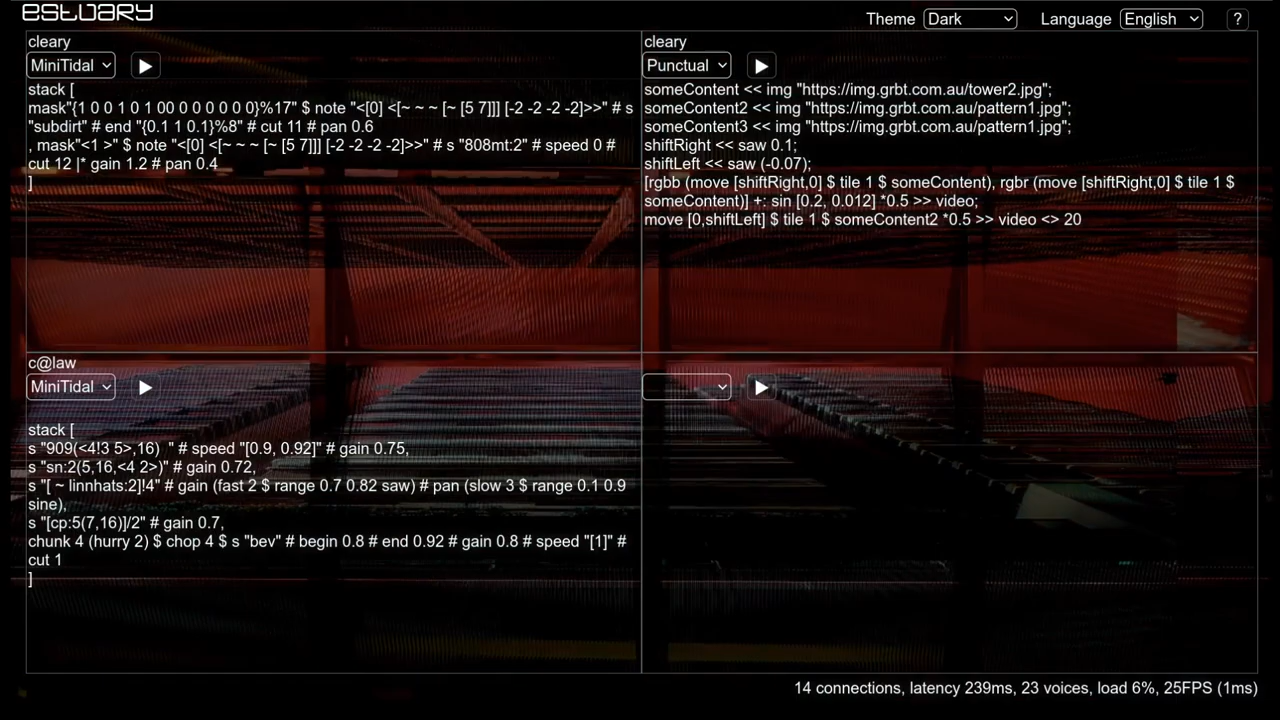 estuary
Theme Dark Language English ?
cleary
MiniTidal
stack [
mask"{1 0 0 1 0 1 00 0 0 0 0 0 0}%17" $ note "<[0] <[~ ~ ~ [~ [5 7]]] [-2 -2 -2 -2]>>" # s
"subdirt" # end "{0.1 1 0.1}%8" # cut 11 # pan 0.6
, mask"<1 >" $ note "<[0] <[~ ~ ~ [~ [5 7]]] [-2 -2 -2 -2]>>" # s "808mt:2" # speed 0 #
cut 12 |* gain 1.2 # pan 0.4
]
cleary
Punctual
someContent << img "https://img.grbt.com.au/tower2.jpg";
someContent2 << img "https://img.grbt.com.au/pattern1.jpg";
someContent3 << img "https://img.grbt.com.au/pattern1.jpg";
shiftRight << saw 0.1;
shiftLeft << saw (-0.07);
[rgbb (move [shiftRight,0] $ tile 1 $ someContent), rgbr (move [shiftRight,0] $ tile 1 $
someContent)] +: sin [0.2, 0.012] *0.5 >> video;
move [0,shiftLeft] $ tile 1 $ someContent2 *0.5 >> video <> 20
c@law
MiniTidal
stack [
s "909(<4!3 5>,16)  " # speed "[0.9, 0.92]" # gain 0.75,
s "sn:2(5,16,<4 2>)" # gain 0.72,
s "[ ~ linnhats:2]!4" # gain (fast 2 $ range 0.7 0.82 saw) # pan (slow 3 $ range 0.1 0.9
sine),
s "[cp:5(7,16)]/2" # gain 0.7,
chunk 4 (hurry 2) $ chop 4 $ s "bev" # begin 0.8 # end 0.92 # gain 0.8 # speed "[1]" #
cut 1
]
14 connections, latency 239ms, 23 voices, load 6%, 25FPS (1ms)